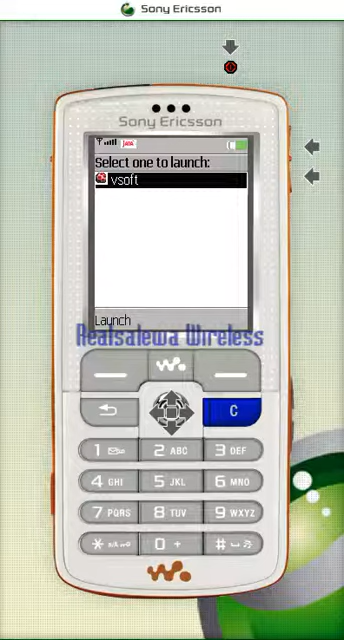 Sony Ericsson
Sony Ericsson
Java
Select one to launch:
vsoft
Launch
Realsalewa Wireless
C
1
2 ABC
3 DEF
4 GHI
5 JKL
6 MNO
7 PQRS
8 TUV
9 WXYZ
* a/A
0 +
#